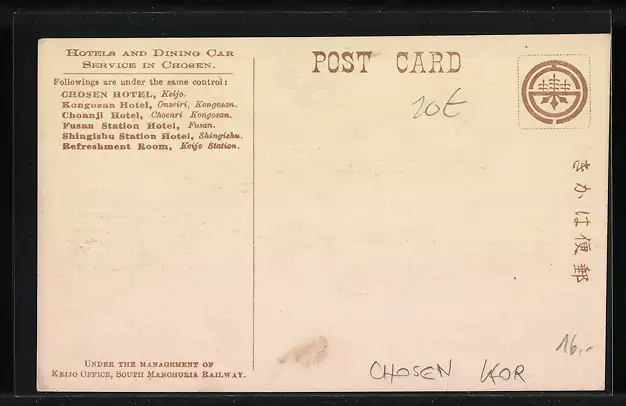 HOTELS AND DINING CAR
SERVICE IN CHOSEN.
Followings are under the same control:
CHOSEN HOTEL, Keijo.
Kongosan Hotel, Onseiri, Kongosan.
Choanji Hotel, Choenri Kongosan.
Fusan Station Hotel, Fusan.
Shingishu Station Hotel, Shingishu.
Refreshment Room, Keijo Station.
UNDER THE MANAGEMENT OF
KEIJO OFFICE, SOUTH MANCHURIA RAILWAY.
POST CARD
20€
郵便はかき
16,-
CHOSEN KOR